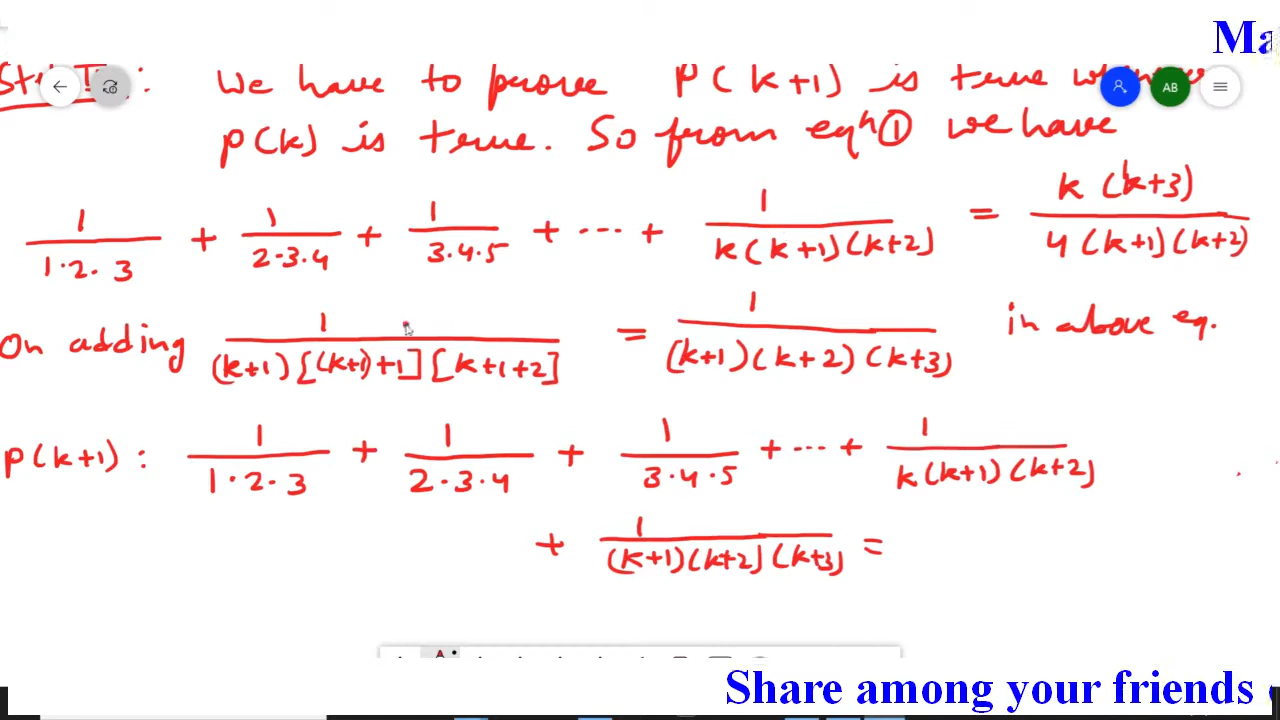 Ma
We have to prove P(k+1) is true
AB
P(k) is true. So from eqⁿ ① we have
1/(1·2·3) + 1/(2·3·4) + 1/(3·4·5) + ··· + 1/(k(k+1)(k+2)) = k(k+3)/(4(k+1)(k+2))
On adding 1/((k+1)[(k+1)+1][k+1+2]) = 1/((k+1)(k+2)(k+3)) in above eq.
P(k+1): 1/(1·2·3) + 1/(2·3·4) + 1/(3·4·5) + ··· + 1/(k(k+1)(k+2))
+ 1/((k+1)(k+2)(k+3)) =
Share among your friends